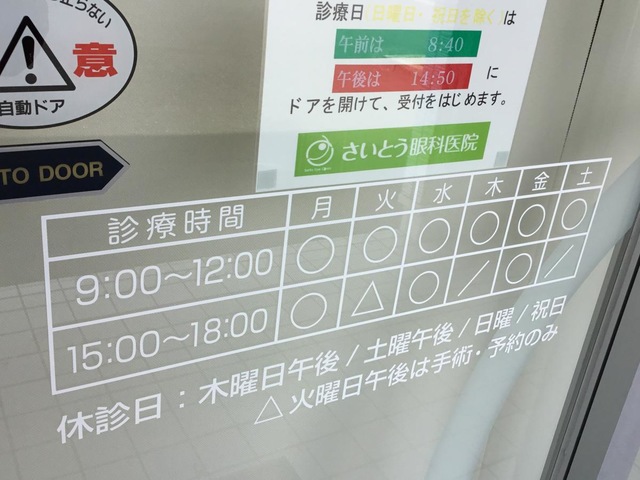 止らない
意
自動ドア
TO DOOR
診療日(日曜日・祝日を除く)は
午前は 8:40
午後は 14:50 に
ドアを開けて、受付をはじめます。
さいとう眼科医院
診療時間 月 火 水 木 金 土
9:00～12:00 ○ ○ ○ ○ ○ ○
15:00～18:00 ○ △ ○ / ○ /
休診日：木曜日午後/土曜午後/日曜/祝日
△火曜日午後は手術・予約のみ